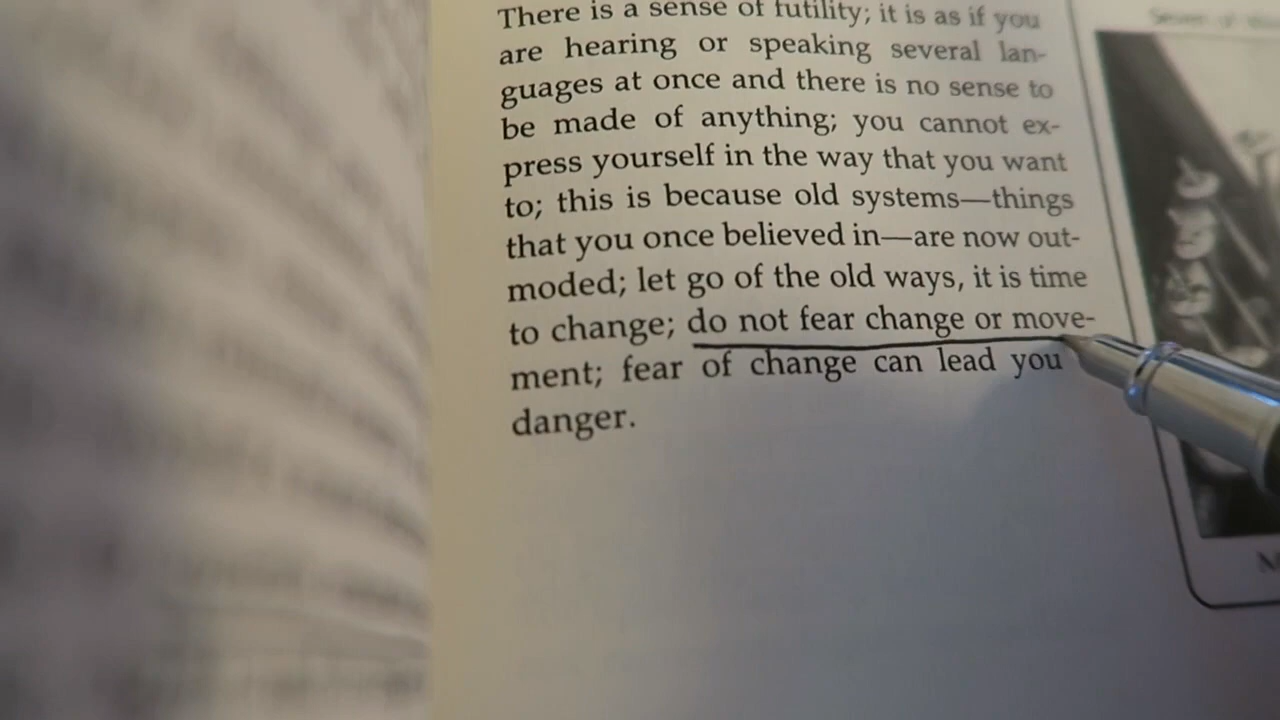 There is a sense of futility; it is as if you
are hearing or speaking several lan-
guages at once and there is no sense to
be made of anything; you cannot ex-
press yourself in the way that you want
to; this is because old systems—things
that you once believed in—are now out-
moded; let go of the old ways, it is time
to change; do not fear change or move-
ment; fear of change can lead you
danger.
Seven of